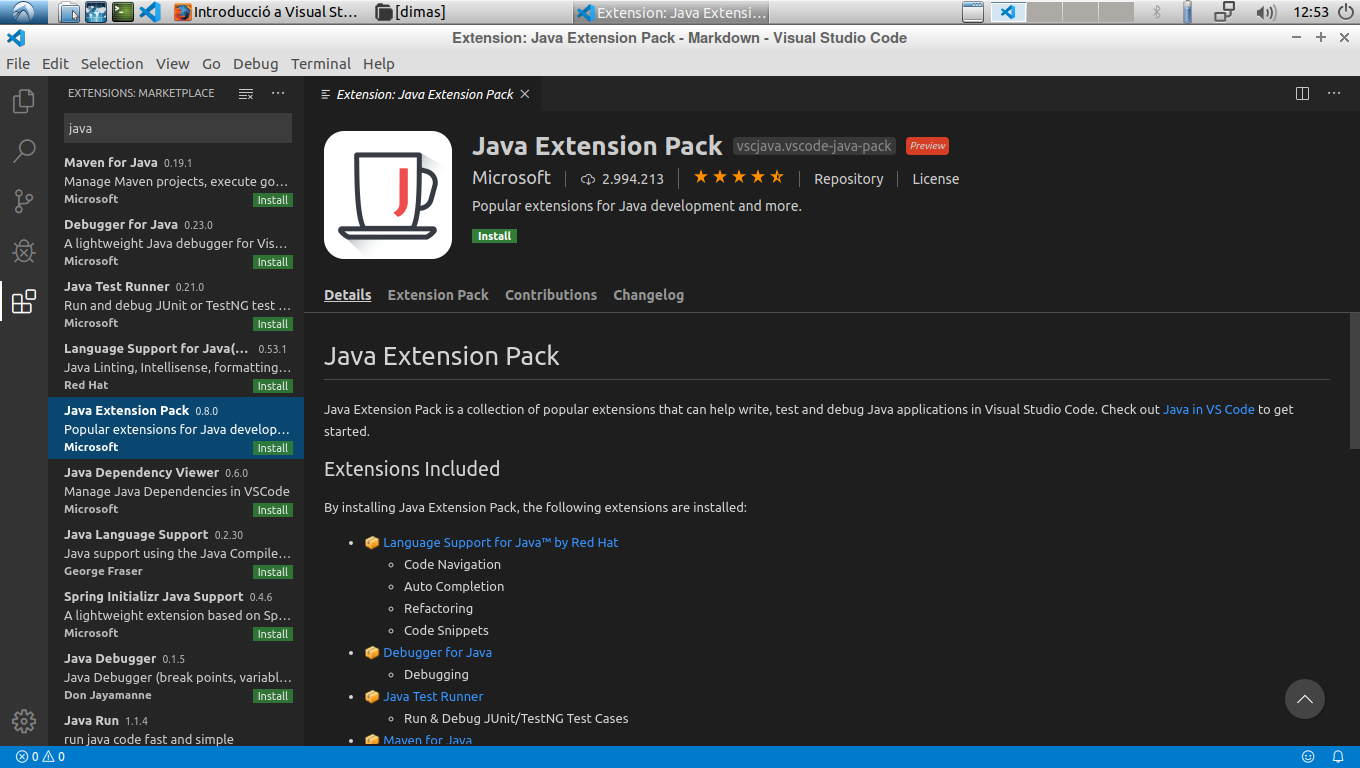 Introducció a Visual St...
[dimas]
Extension: Java Extensi...
12:53
Extension: Java Extension Pack - Markdown - Visual Studio Code
File Edit Selection View Go Debug Terminal Help
EXTENSIONS: MARKETPLACE
java
Maven for Java 0.19.1
Manage Maven projects, execute go...
Microsoft Install
Debugger for Java 0.23.0
A lightweight Java debugger for Vis...
Microsoft Install
Java Test Runner 0.21.0
Run and debug JUnit or TestNG test ...
Microsoft Install
Language Support for Java(... 0.53.1
Java Linting, Intellisense, formatting...
Red Hat Install
Java Extension Pack 0.8.0
Popular extensions for Java develop...
Microsoft Install
Java Dependency Viewer 0.6.0
Manage Java Dependencies in VSCode
Microsoft Install
Java Language Support 0.2.30
Java support using the Java Compile...
George Fraser Install
Spring Initializr Java Support 0.4.6
A lightweight extension based on Sp...
Microsoft Install
Java Debugger 0.1.5
Java Debugger (break points, variabl...
Don Jayamanne Install
Java Run 1.1.4
run java code fast and simple
Extension: Java Extension Pack
J
Java Extension Pack vscjava.vscode-java-pack Preview
Microsoft 2.994.213 Repository License
Popular extensions for Java development and more.
Install
Details Extension Pack Contributions Changelog
Java Extension Pack
Java Extension Pack is a collection of popular extensions that can help write, test and debug Java applications in Visual Studio Code. Check out Java in VS Code to get
started.
Extensions Included
By installing Java Extension Pack, the following extensions are installed:
Language Support for Java™ by Red Hat
Code Navigation
Auto Completion
Refactoring
Code Snippets
Debugger for Java
Debugging
Java Test Runner
Run & Debug JUnit/TestNG Test Cases
Maven for Java
0 0